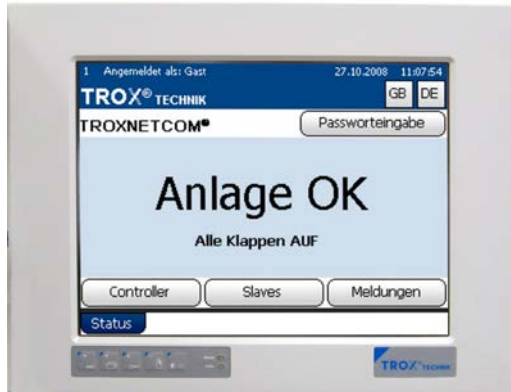 1 Angemeldet als: Gast 27.10.2008 11:07:54
TROX® TECHNIK GB DE
TROXNETCOM® Passworteingabe
Anlage OK
Alle Klappen AUF
Controller Slaves Meldungen
Status
TROX® TECHNIK